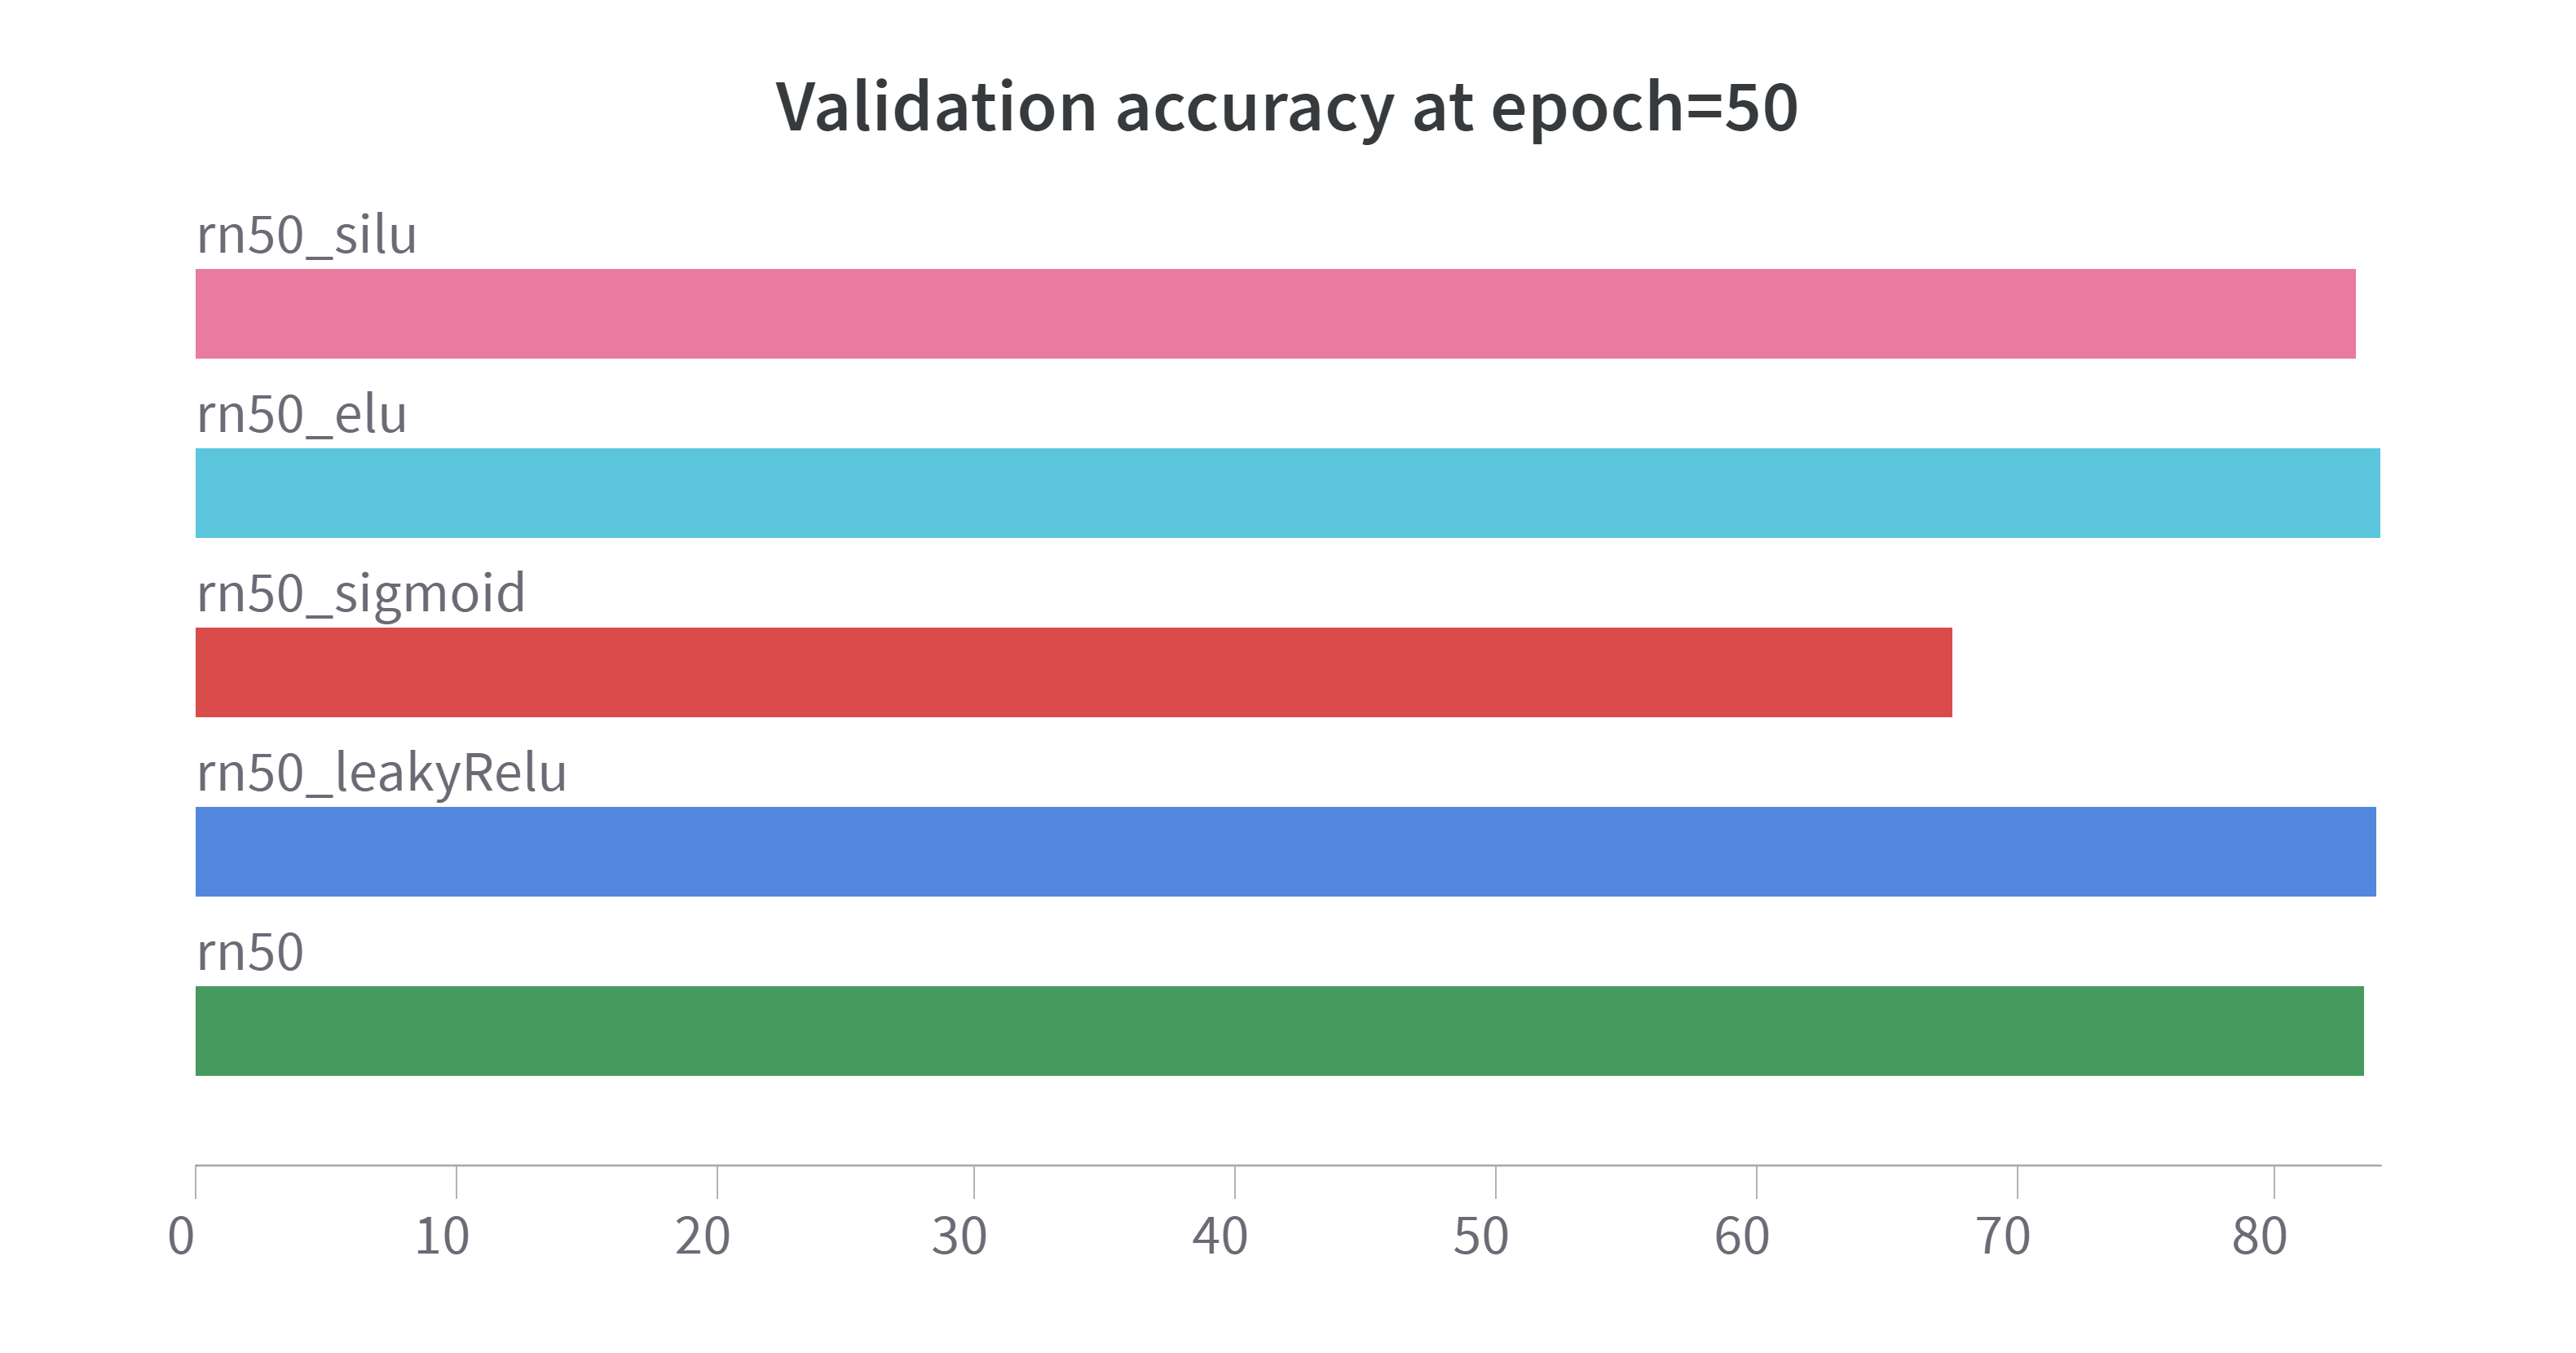 Validation accuracy at epoch=50
rn50_silu
rn50_elu
rn50_sigmoid
rn50_leakyRelu
rn50
0 10 20 30 40 50 60 70 80